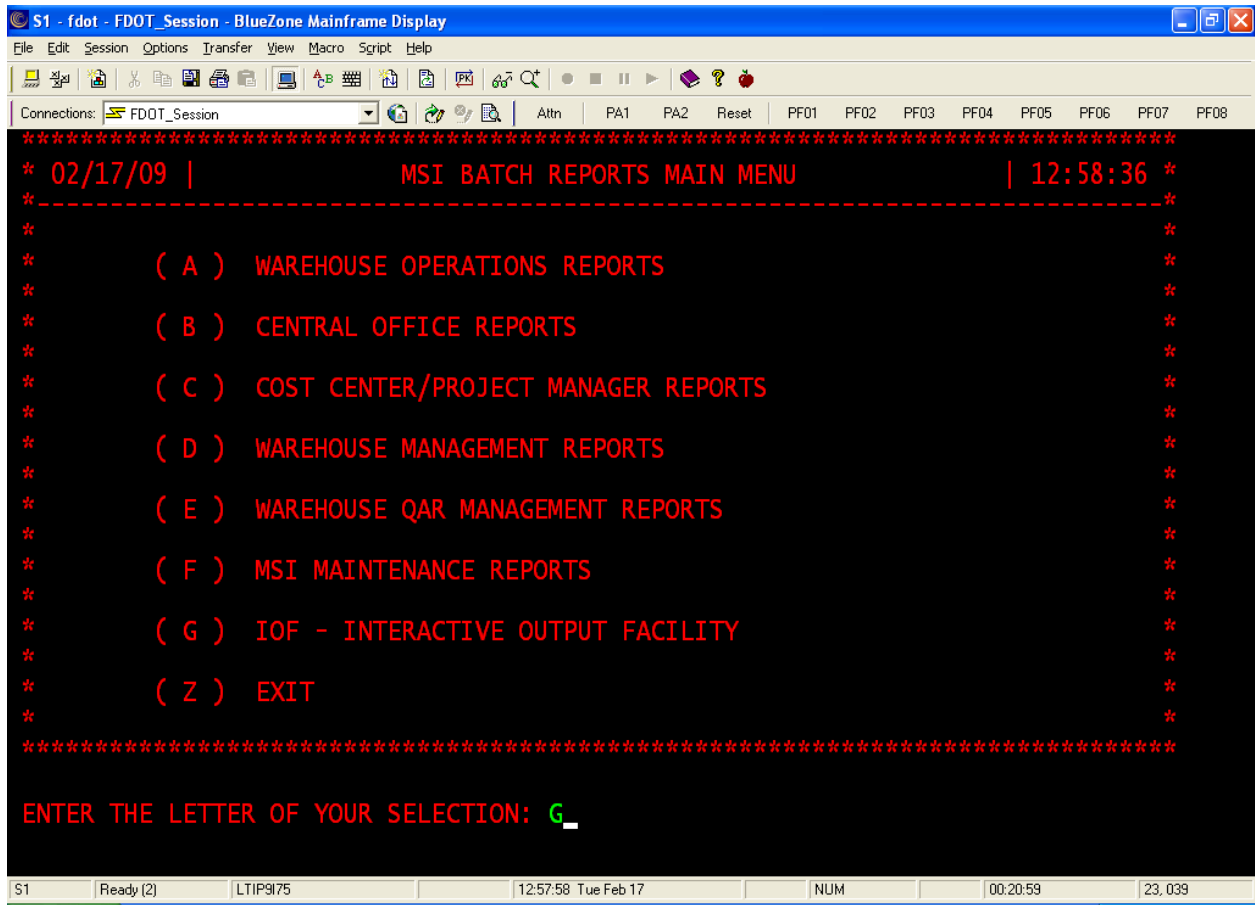 S1 - fdot - FDOT_Session - BlueZone Mainframe Display
File Edit Session Options Transfer View Macro Script Help
Connections: FDOT_Session Attn PA1 PA2 Reset PF01 PF02 PF03 PF04 PF05 PF06 PF07 PF08
*******************************************************************************
* 02/17/09 | MSI BATCH REPORTS MAIN MENU | 12:58:36 *
*-----------------------------------------------------------------------------*
* *
* ( A ) WAREHOUSE OPERATIONS REPORTS *
* *
* ( B ) CENTRAL OFFICE REPORTS *
* *
* ( C ) COST CENTER/PROJECT MANAGER REPORTS *
* *
* ( D ) WAREHOUSE MANAGEMENT REPORTS *
* *
* ( E ) WAREHOUSE QAR MANAGEMENT REPORTS *
* *
* ( F ) MSI MAINTENANCE REPORTS *
* *
* ( G ) IOF - INTERACTIVE OUTPUT FACILITY *
* *
* ( Z ) EXIT *
* *
*******************************************************************************
ENTER THE LETTER OF YOUR SELECTION: G_
S1 Ready (2) LTIP9I75 12:57:58 Tue Feb 17 NUM 00:20:59 23, 039